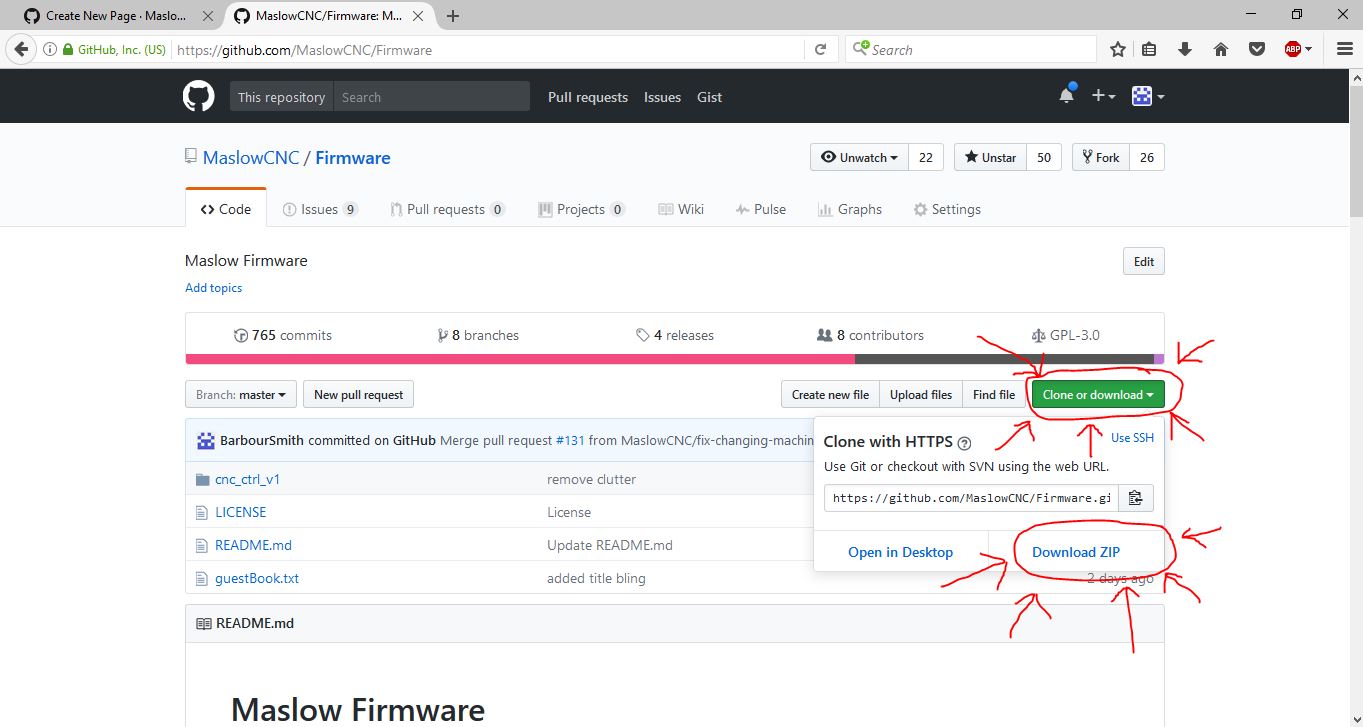 Create New Page · Maslo...
MaslowCNC/Firmware: M...
GitHub, Inc. (US) https://github.com/MaslowCNC/Firmware Search ABP
This repository Search Pull requests Issues Gist
MaslowCNC / Firmware Unwatch 22 Unstar 50 Fork 26
Code Issues 9 Pull requests 0 Projects 0 Wiki Pulse Graphs Settings
Maslow Firmware Edit
Add topics
765 commits 8 branches 4 releases 8 contributors GPL-3.0
Branch: master New pull request Create new file Upload files Find file Clone or download
BarbourSmith committed on GitHub Merge pull request #131 from MaslowCNC/fix-changing-machin
cnc_ctrl_v1 remove clutter
LICENSE License
README.md Update README.md
guestBook.txt added title bling 2 days ago
Clone with HTTPS Use SSH
Use Git or checkout with SVN using the web URL.
https://github.com/MaslowCNC/Firmware.gi
Open in Desktop Download ZIP
README.md
Maslow Firmware